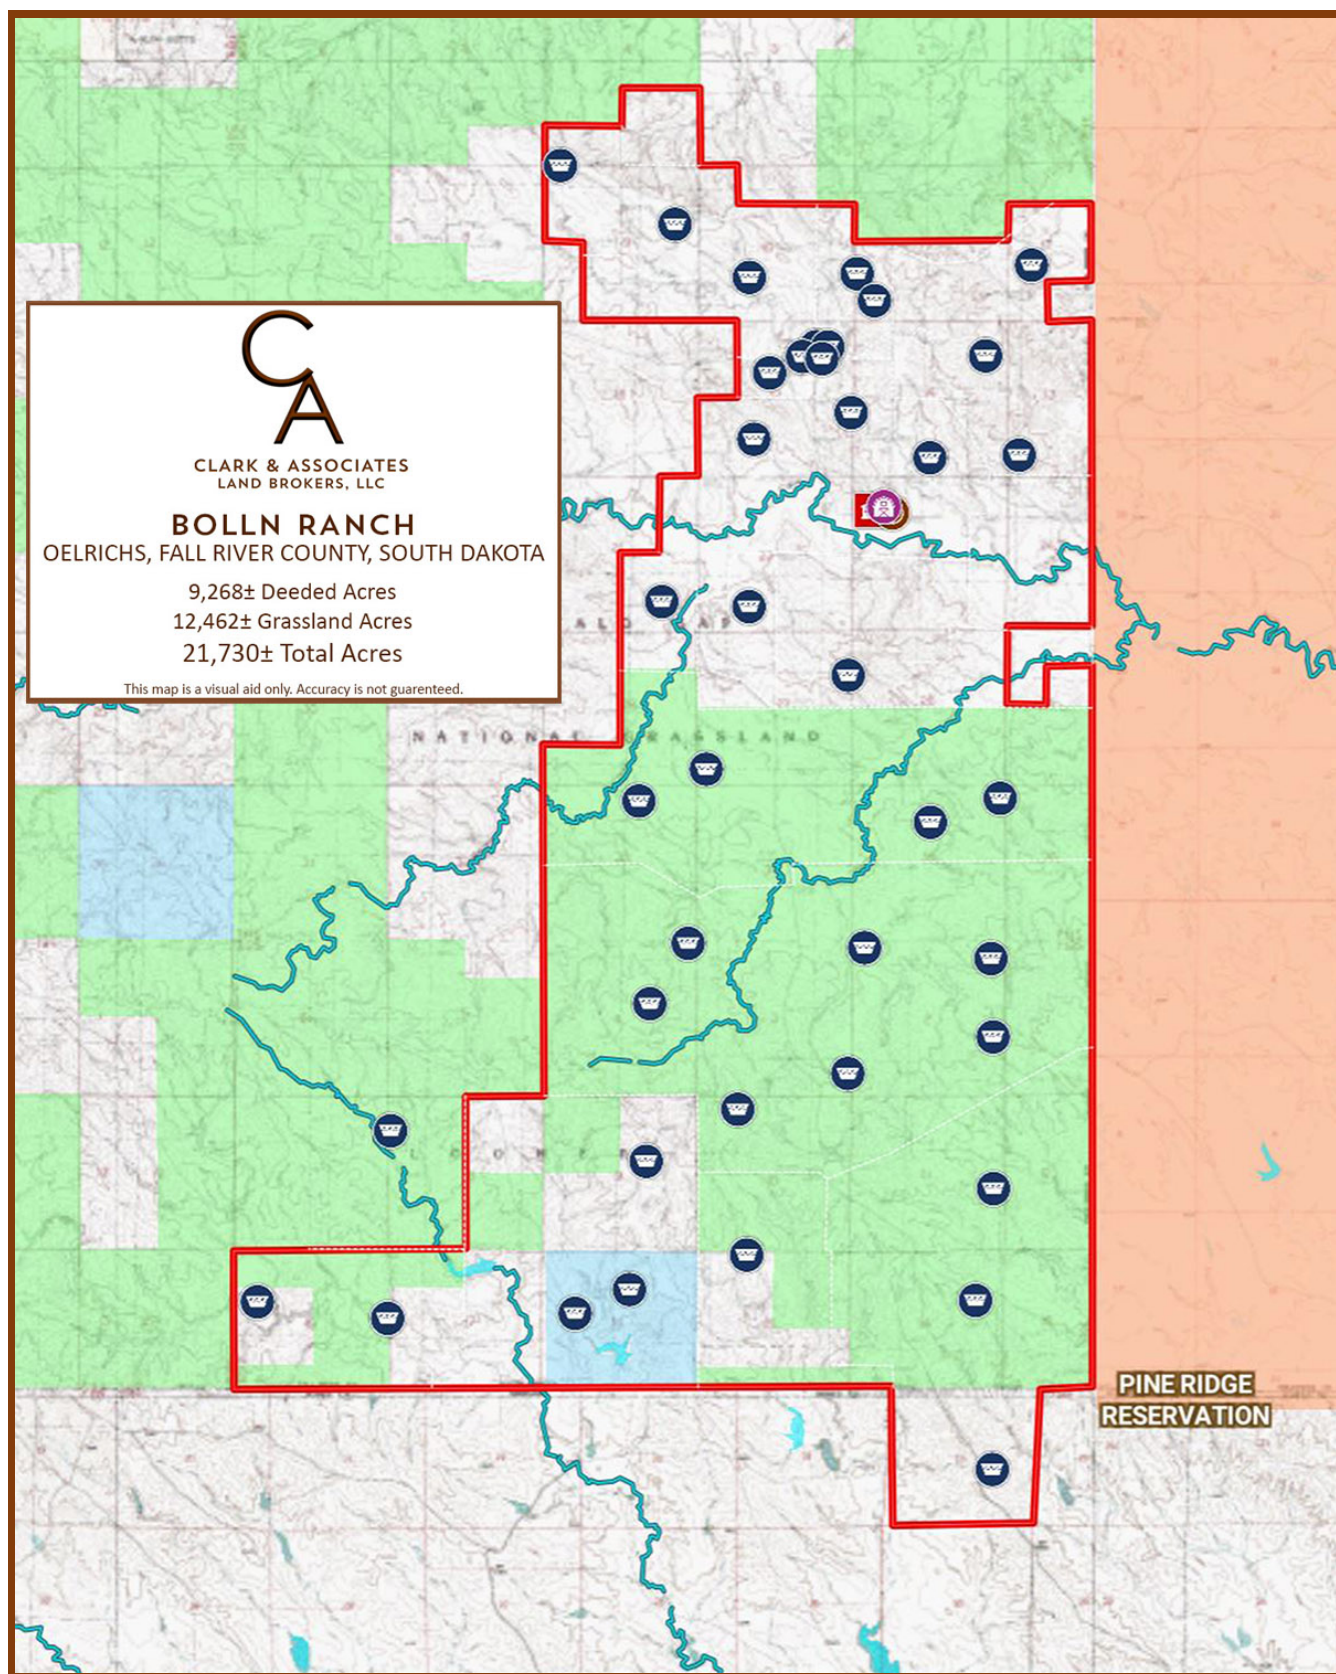 CA
CLARK & ASSOCIATES
LAND BROKERS, LLC
BOLLN RANCH
OELRICHS, FALL RIVER COUNTY, SOUTH DAKOTA
9,268± Deeded Acres
12,462± Grassland Acres
21,730± Total Acres
This map is a visual aid only. Accuracy is not guarenteed.
NATIONAL GRASSLAND
PINE RIDGE
RESERVATION